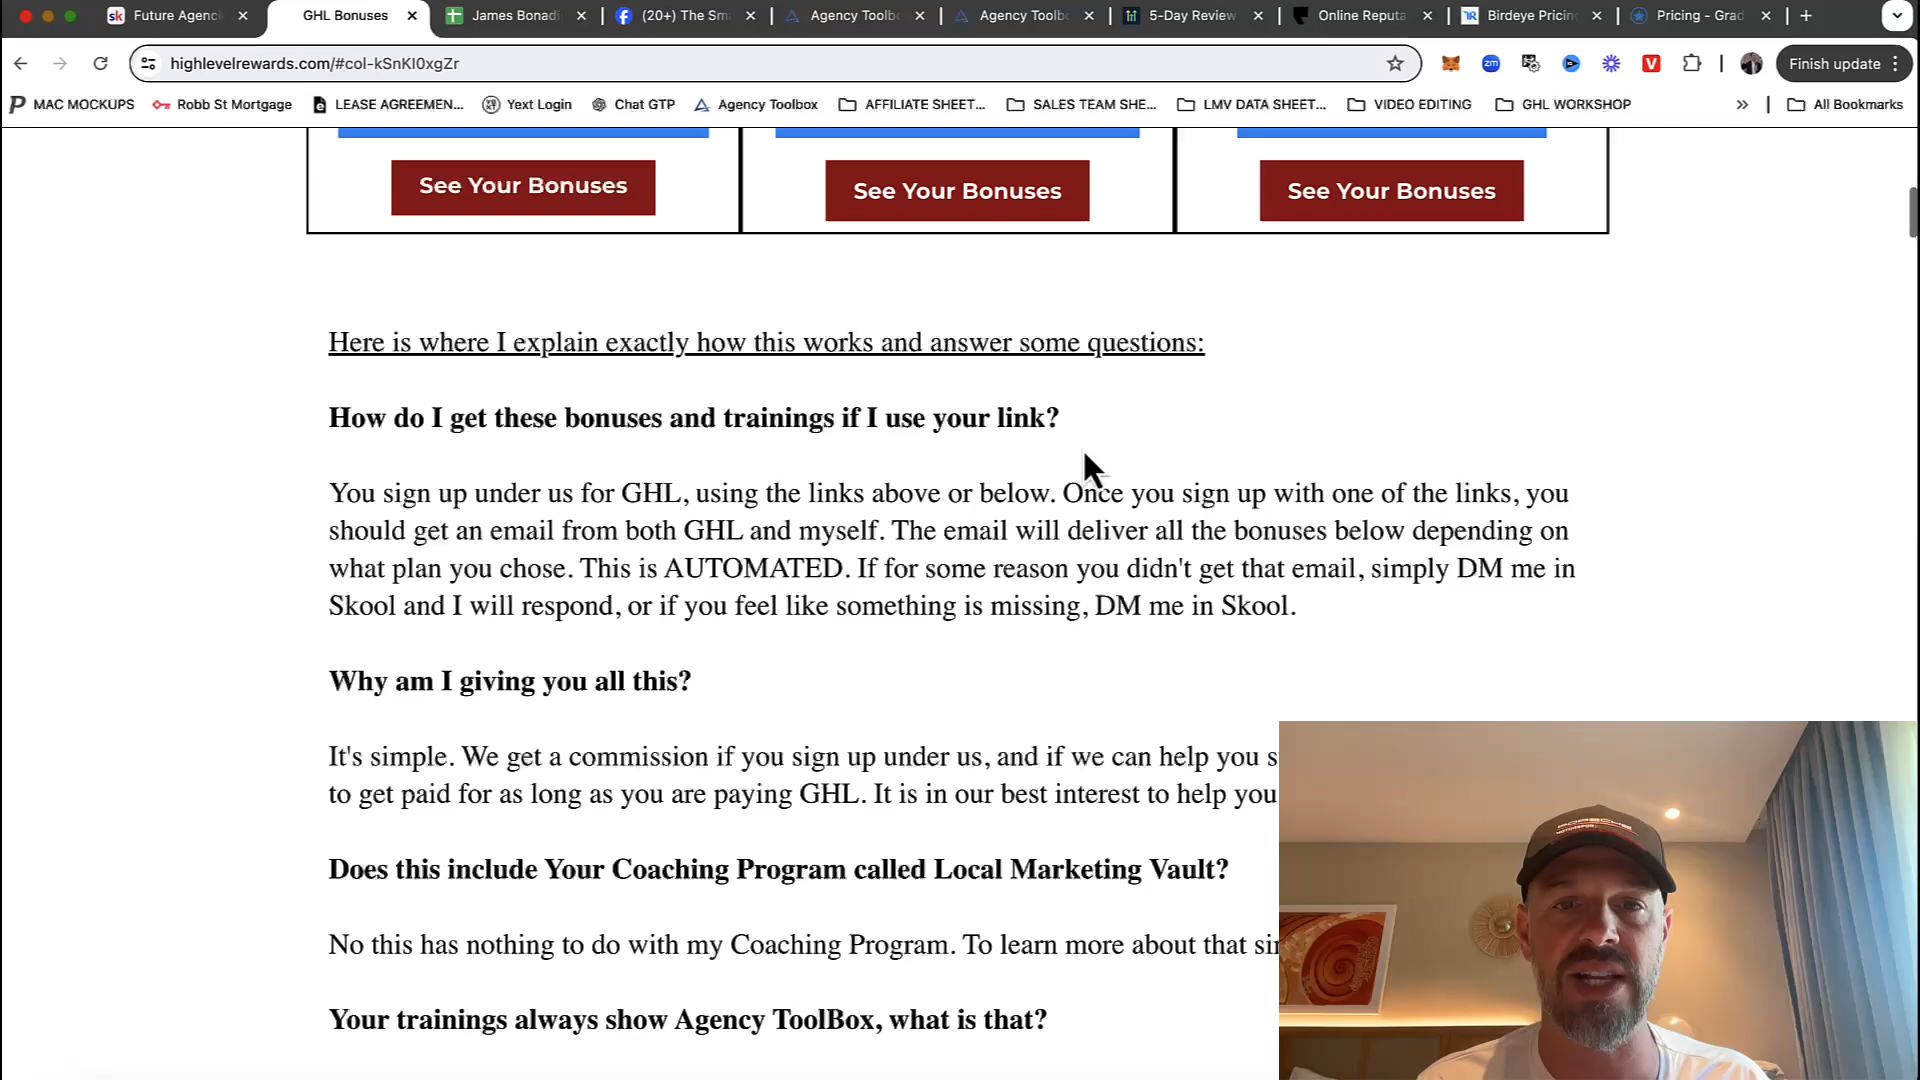 Future Agenc
GHL Bonuses
James Bonadi
(20+) The Sm
Agency Toolb
Agency Toolb
5-Day Review
Online Reputa
Birdeye Pricin
Pricing - Grad
highlevelrewards.com/#col-kSnKI0xgZr
Finish update
MAC MOCKUPS
Robb St Mortgage
LEASE AGREEMEN...
Yext Login
Chat GTP
Agency Toolbox
AFFILIATE SHEET...
SALES TEAM SHE...
LMV DATA SHEET...
VIDEO EDITING
GHL WORKSHOP
All Bookmarks
See Your Bonuses
See Your Bonuses
See Your Bonuses
Here is where I explain exactly how this works and answer some questions:
How do I get these bonuses and trainings if I use your link?
You sign up under us for GHL, using the links above or below. Once you sign up with one of the links, you
should get an email from both GHL and myself. The email will deliver all the bonuses below depending on
what plan you chose. This is AUTOMATED. If for some reason you didn't get that email, simply DM me in
Skool and I will respond, or if you feel like something is missing, DM me in Skool.
Why am I giving you all this?
It's simple. We get a commission if you sign up under us, and if we can help you s
to get paid for as long as you are paying GHL. It is in our best interest to help you
Does this include Your Coaching Program called Local Marketing Vault?
No this has nothing to do with my Coaching Program. To learn more about that si
Your trainings always show Agency ToolBox, what is that?
PORSCHE